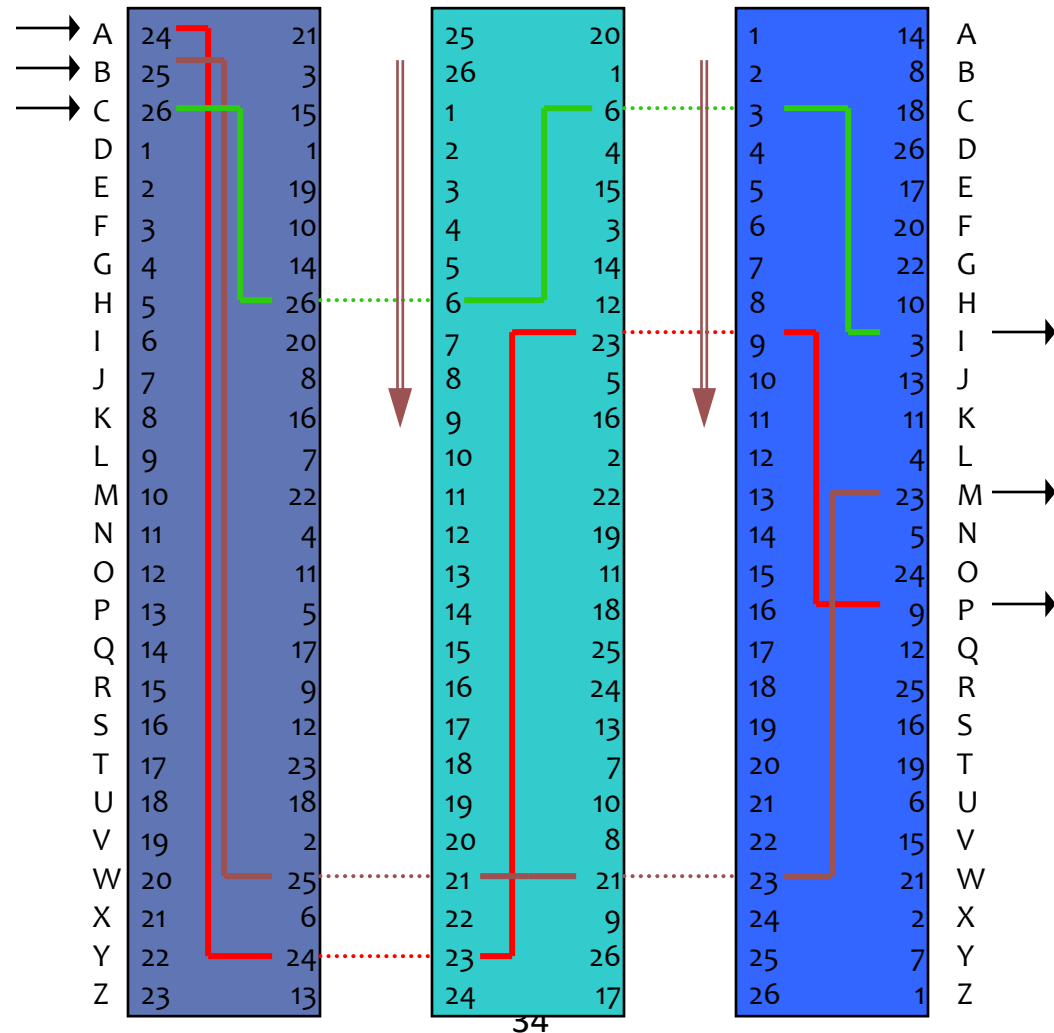 A 24 21 25 20 1 14 A
B 25 3 26 1 2 8 B
C 26 15 1 6 3 18 C
D 1 1 2 4 4 26 D
E 2 19 3 15 5 17 E
F 3 10 4 3 6 20 F
G 4 14 5 14 7 22 G
H 5 26 6 12 8 10 H
I 6 20 7 23 9 3 I
J 7 8 8 5 10 13 J
K 8 16 9 16 11 11 K
L 9 7 10 2 12 4 L
M 10 22 11 22 13 23 M
N 11 4 12 19 14 5 N
O 12 11 13 11 15 24 O
P 13 5 14 18 16 9 P
Q 14 17 15 25 17 12 Q
R 15 9 16 24 18 25 R
S 16 12 17 13 19 16 S
T 17 23 18 7 20 19 T
U 18 18 19 10 21 6 U
V 19 2 20 8 22 15 V
W 20 25 21 21 23 21 W
X 21 6 22 9 24 2 X
Y 22 24 23 26 25 7 Y
Z 23 13 24 17 26 1 Z
34